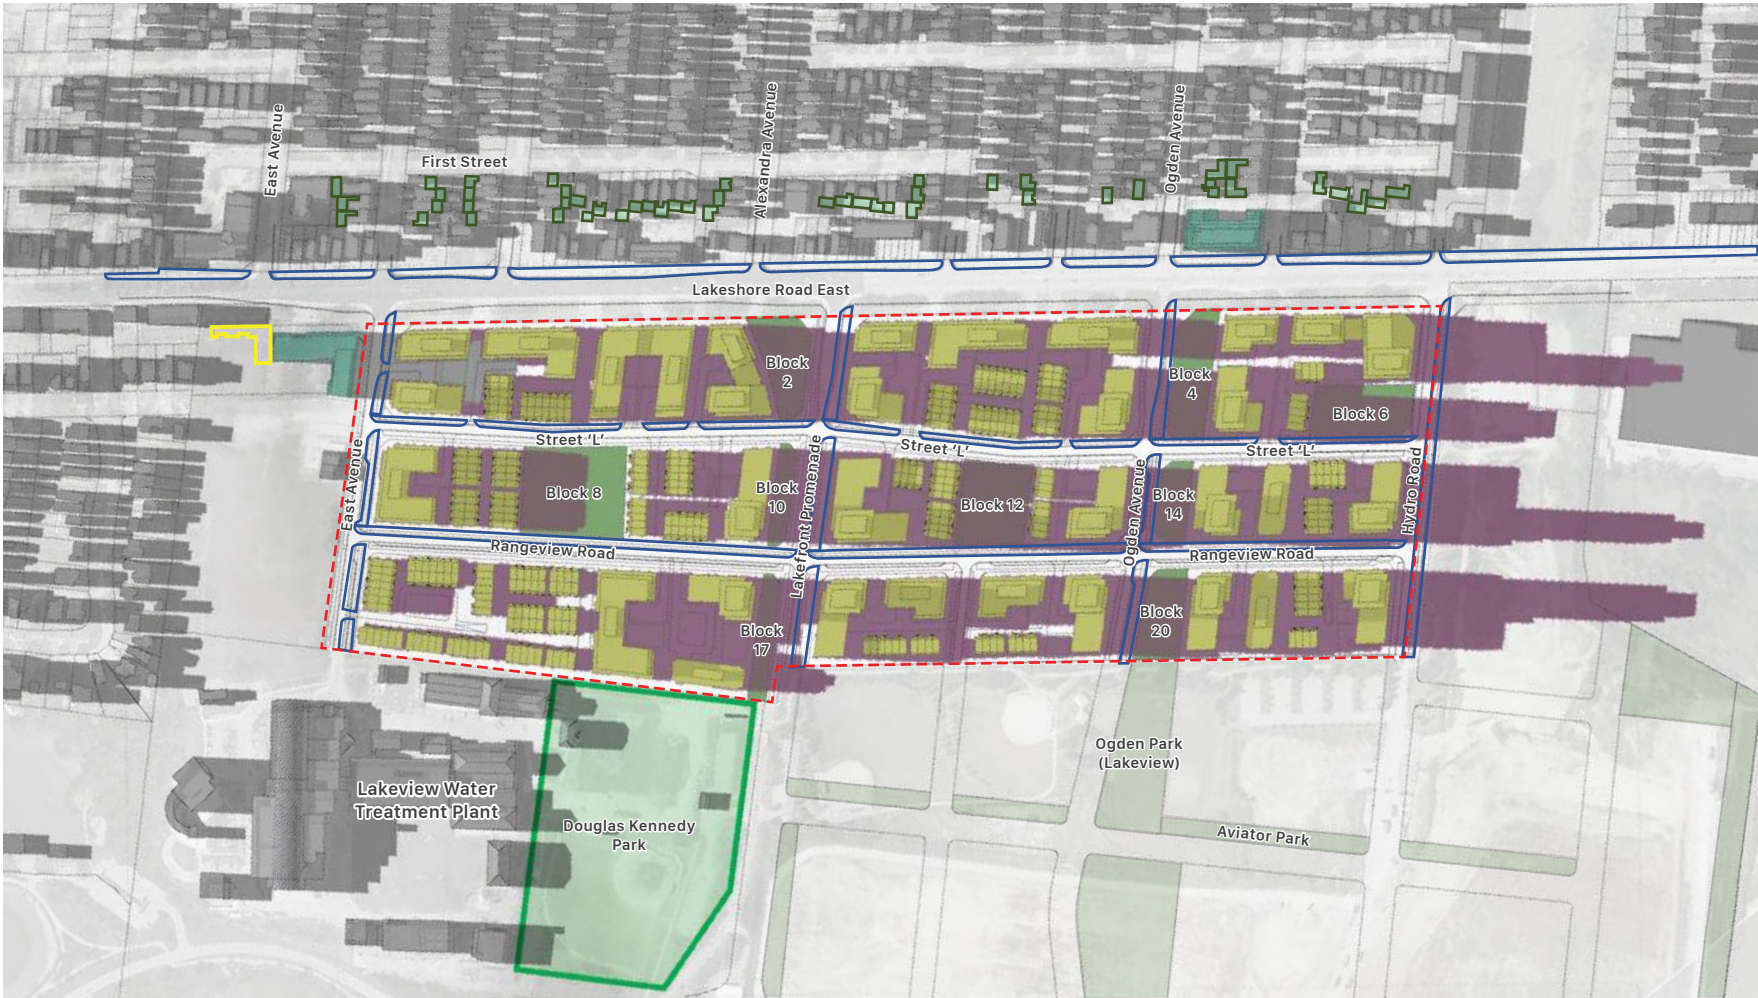 East Avenue
First Street
Alexandra Avenue
Ogden Avenue
Lakeshore Road East
Block
2
Block
4
Block 6
Street ‘L’
Street ‘L’
Street ‘L’
East Avenue
Block 8
Block
10
Lakefront Promenade
Block 12
Ogden Avenue
Block
14
Hydro Road
Rangeview Road
Rangeview Road
Block
17
Block
20
Lakeview Water
Treatment Plant
Douglas Kennedy
Park
Ogden Park
(Lakeview)
Aviator Park